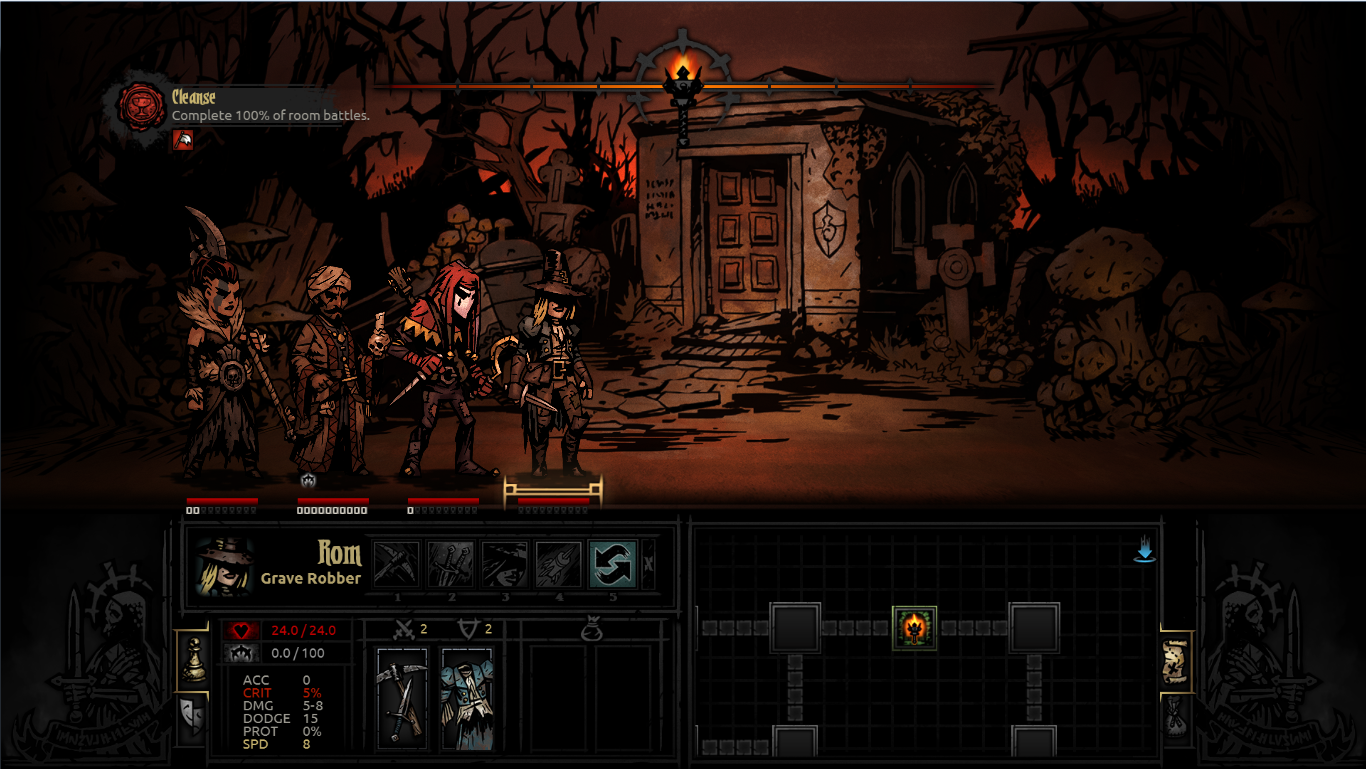 Cleanse
Complete 100% of room battles.
Rom
Grave Robber
1 2 3 4 5
24.0 / 24.0
0.0 / 100
2 2
ACC 0
CRIT 5%
DMG 5-8
DODGE 15
PROT 0%
SPD 8